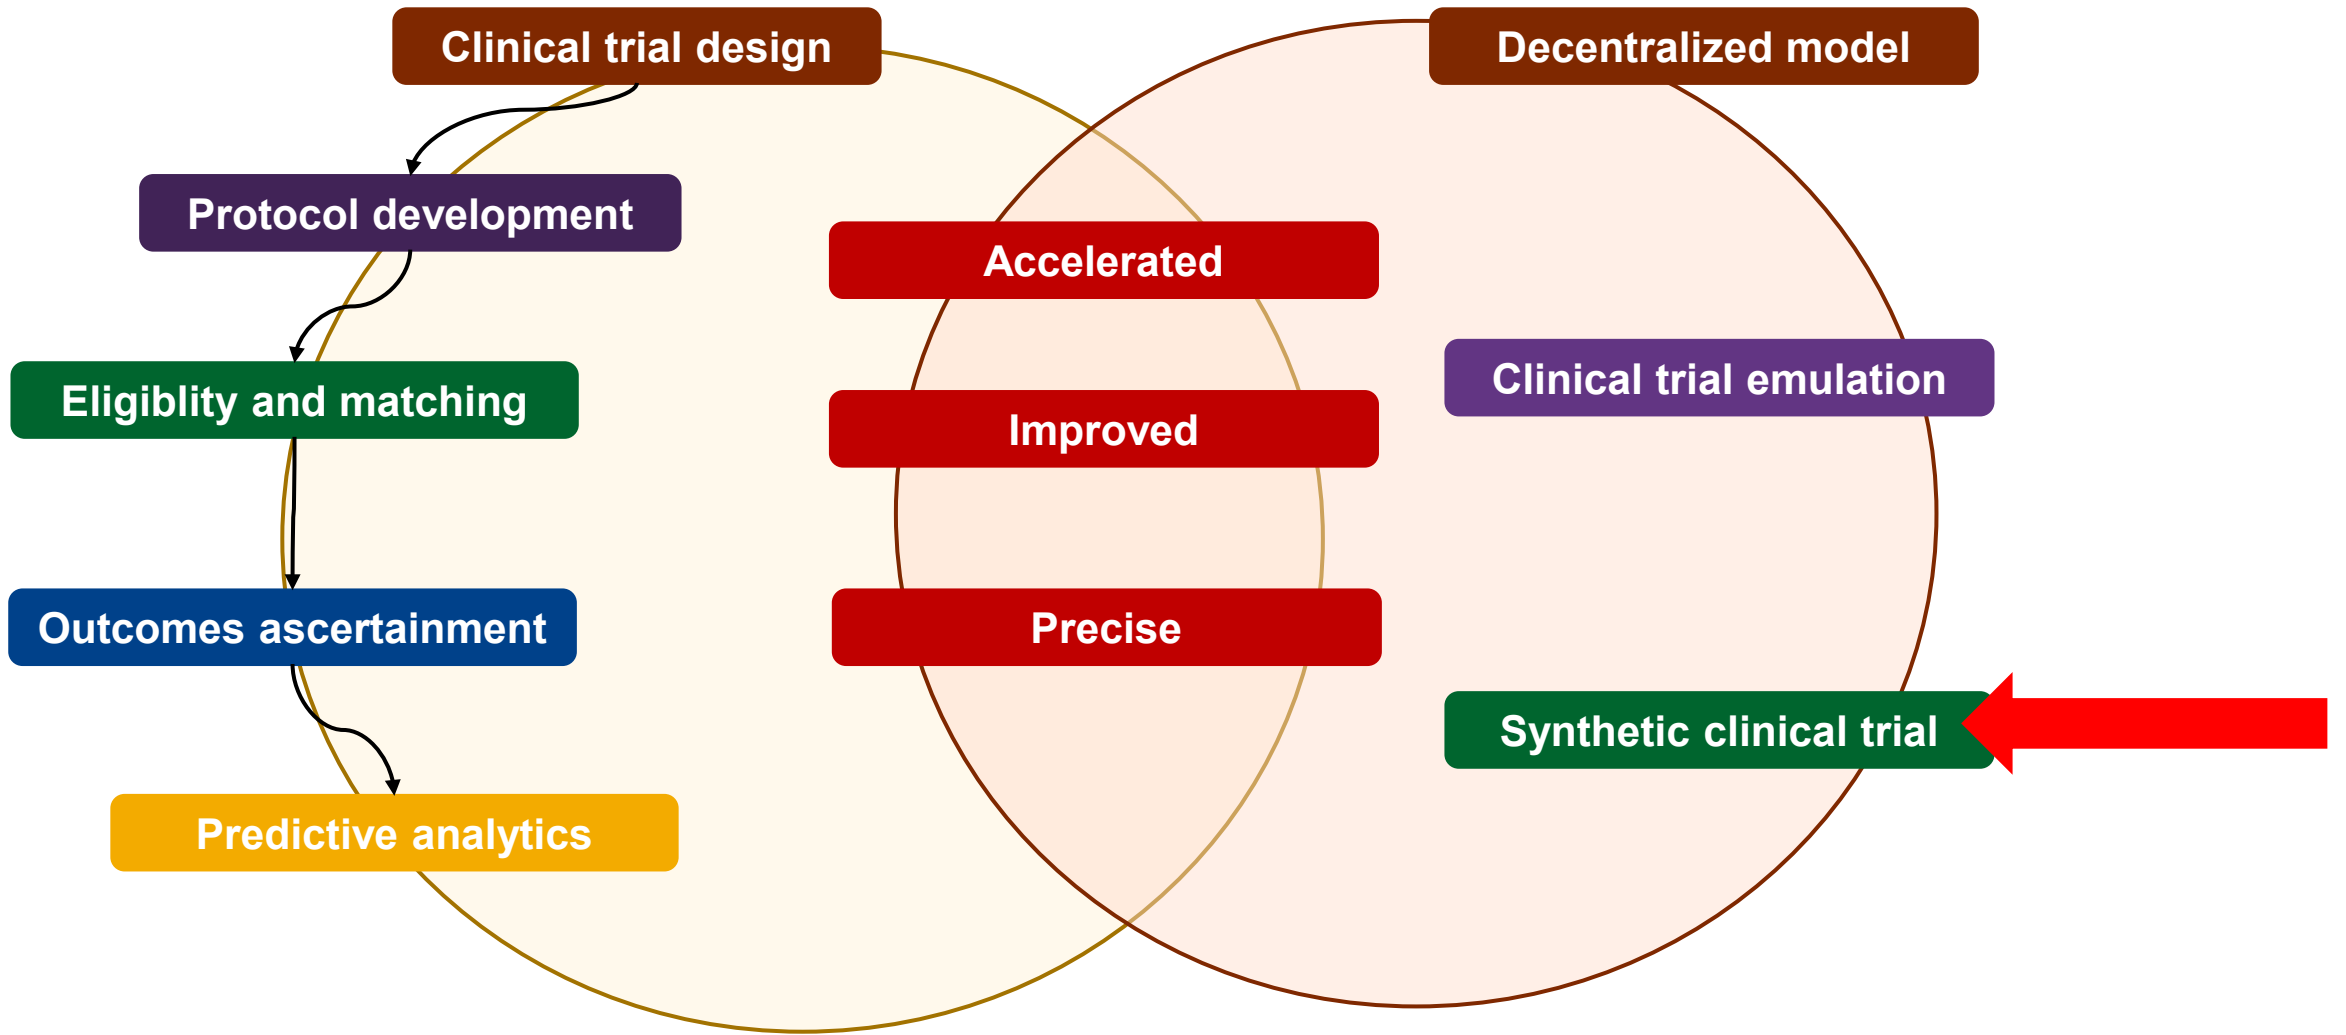 Clinical trial design
Decentralized model
Protocol development
Accelerated
Eligiblity and matching
Improved
Clinical trial emulation
Outcomes ascertainment
Precise
Synthetic clinical trial
Predictive analytics